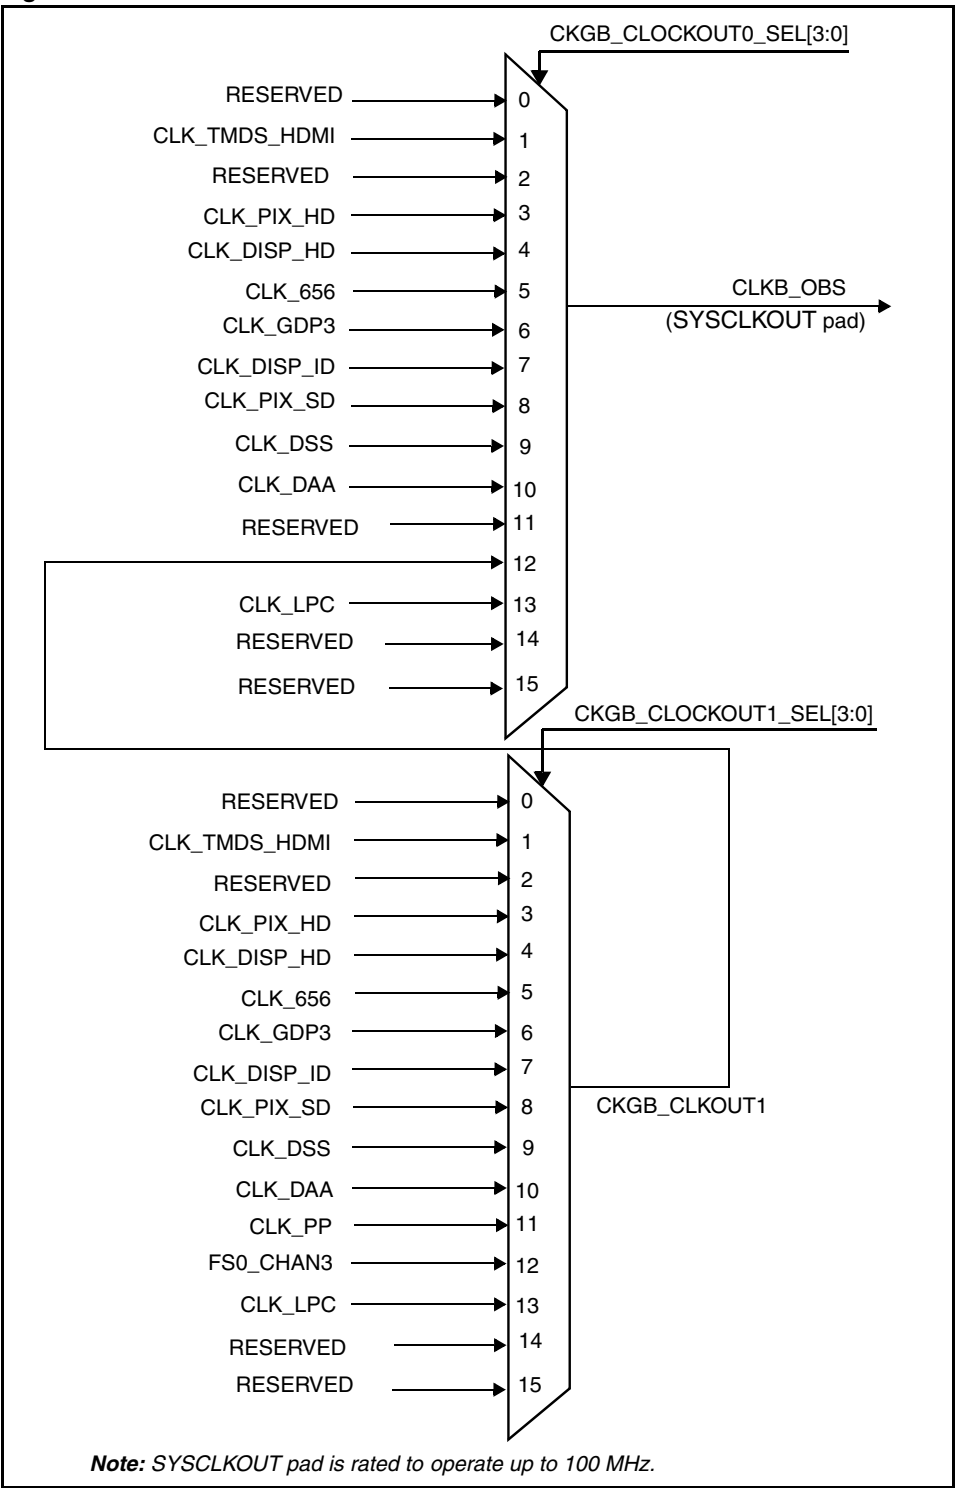 CKGB_CLOCKOUT0_SEL[3:0]
RESERVED 0
CLK_TMDS_HDMI 1
RESERVED 2
CLK_PIX_HD 3
CLK_DISP_HD 4
CLK_656 5
CLKB_OBS
(SYSCLKOUT pad)
CLK_GDP3 6
CLK_DISP_ID 7
CLK_PIX_SD 8
CLK_DSS 9
CLK_DAA 10
RESERVED 11
12
CLK_LPC 13
RESERVED 14
RESERVED 15
CKGB_CLOCKOUT1_SEL[3:0]
RESERVED 0
CLK_TMDS_HDMI 1
RESERVED 2
CLK_PIX_HD 3
CLK_DISP_HD 4
CLK_656 5
CLK_GDP3 6
CLK_DISP_ID 7
CLK_PIX_SD 8
CKGB_CLKOUT1
CLK_DSS 9
CLK_DAA 10
CLK_PP 11
FS0_CHAN3 12
CLK_LPC 13
RESERVED 14
RESERVED 15
Note: SYSCLKOUT pad is rated to operate up to 100 MHz.